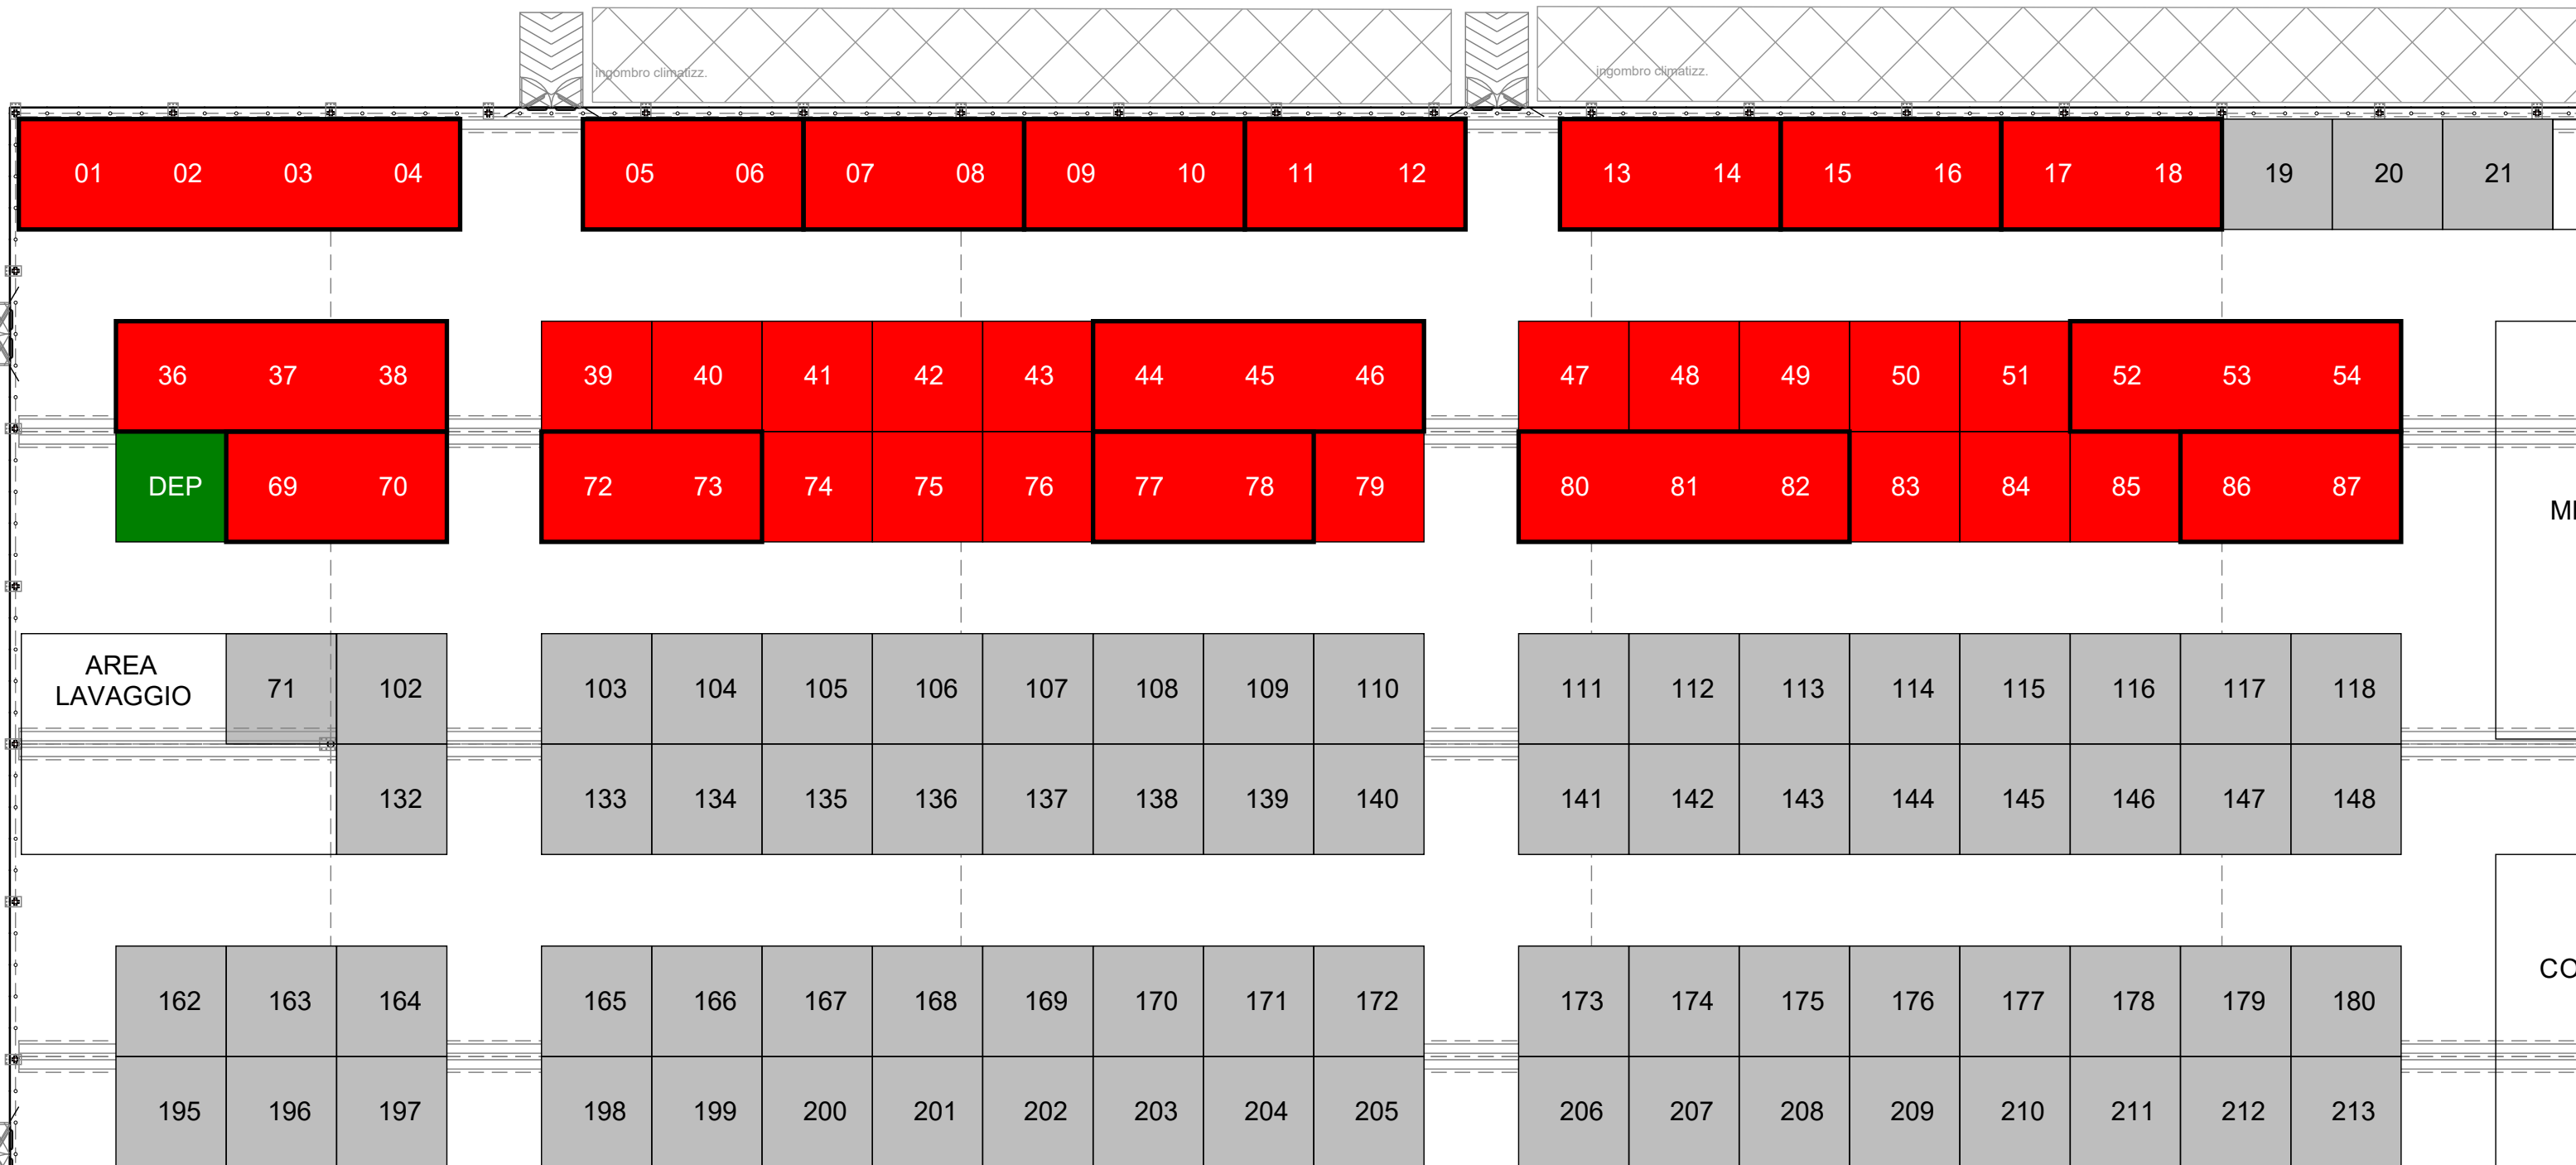 ingombro climatizz.
ingombro climatizz.
01 02 03 04 05 06 07 08 09 10 11 12 13 14 15 16 17 18 19 20 21
36 37 38 39 40 41 42 43 44 45 46 47 48 49 50 51 52 53 54
DEP 69 70 72 73 74 75 76 77 78 79 80 81 82 83 84 85 86 87
AREA
LAVAGGIO
71 102 103 104 105 106 107 108 109 110 111 112 113 114 115 116 117 118
132 133 134 135 136 137 138 139 140 141 142 143 144 145 146 147 148
162 163 164 165 166 167 168 169 170 171 172 173 174 175 176 177 178 179 180
CO
195 196 197 198 199 200 201 202 203 204 205 206 207 208 209 210 211 212 213